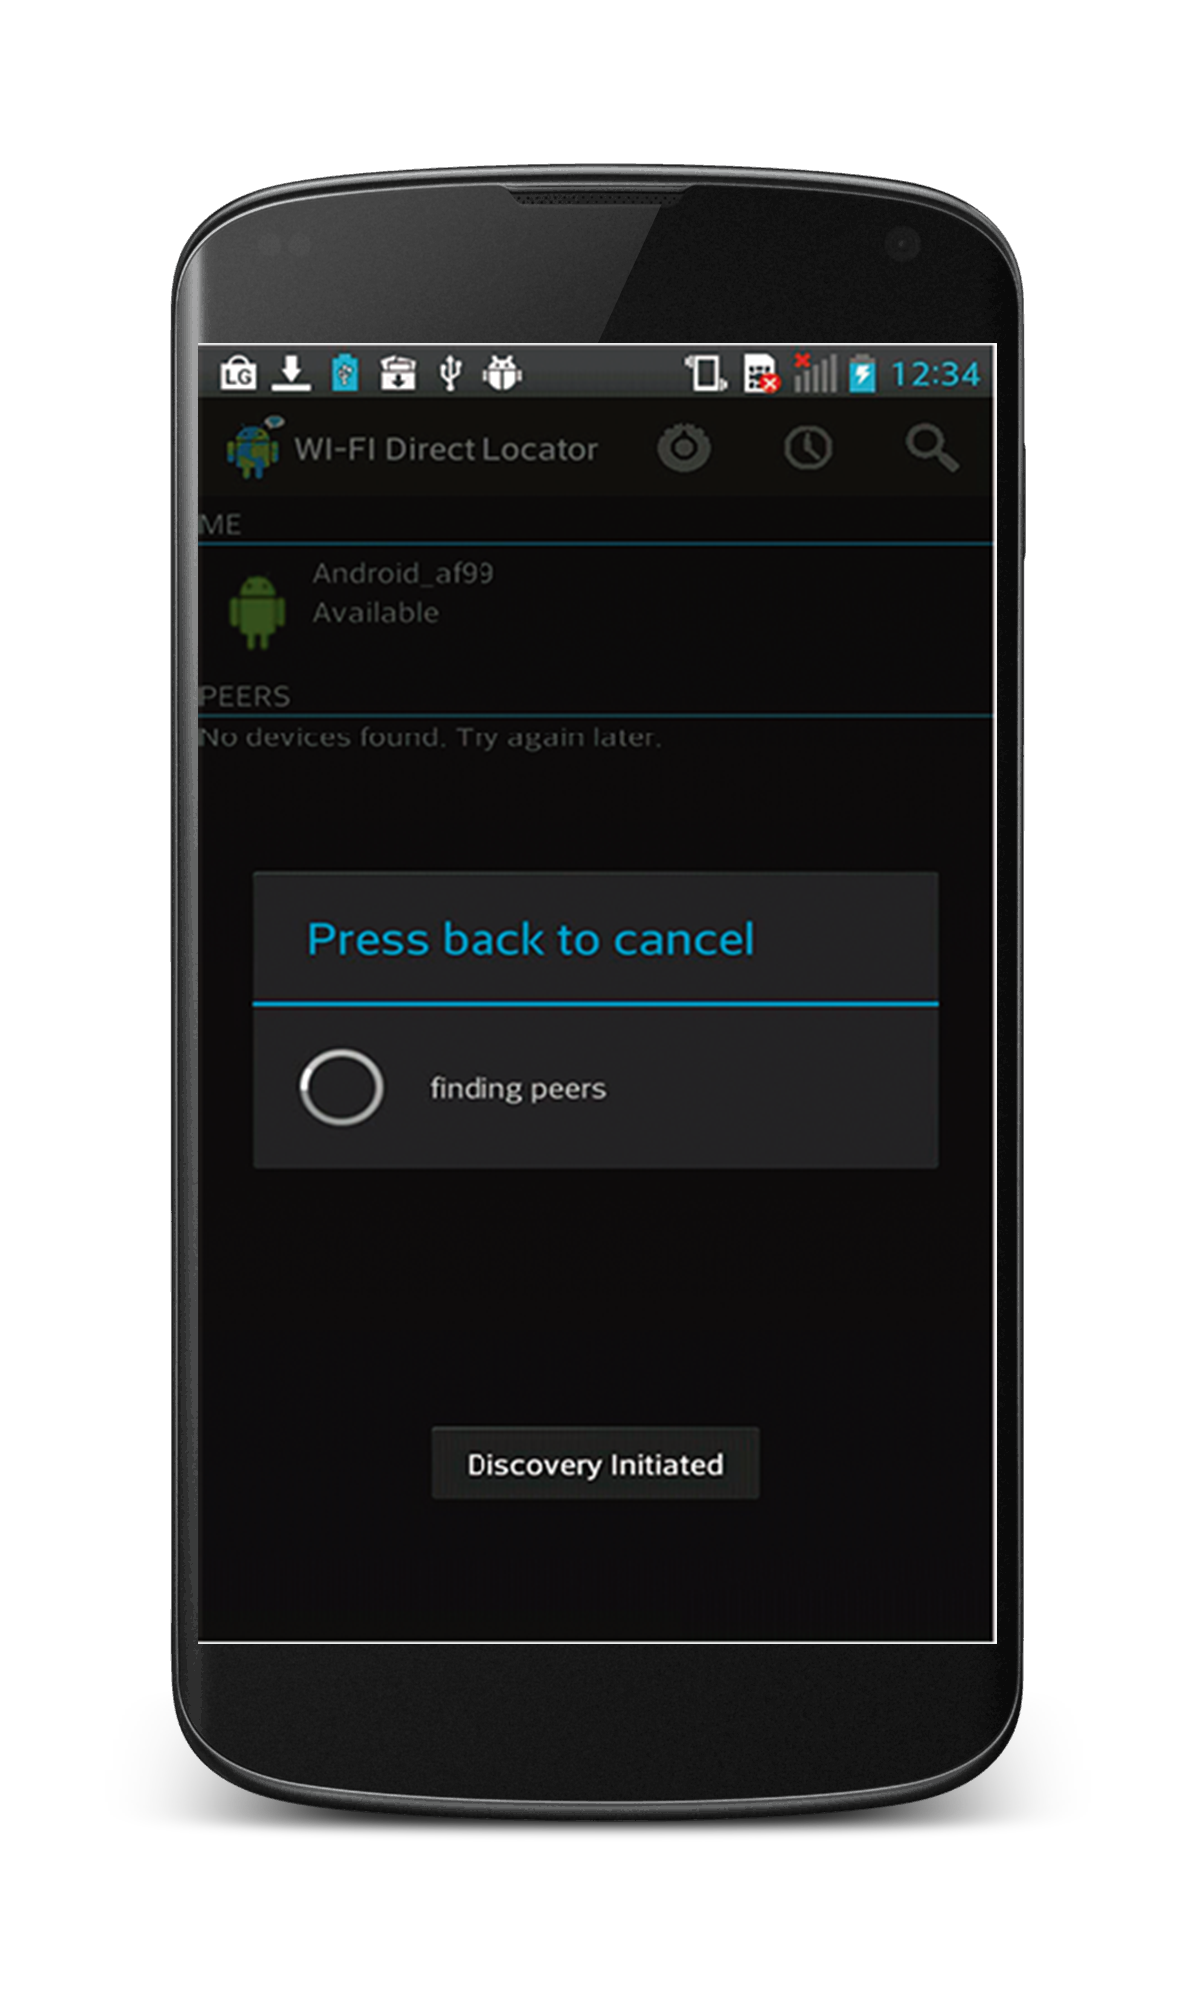 LG
12:34
WI-FI Direct Locator
ME
Android_af99
Available
PEERS
No devices found. Try again later.
Press back to cancel
finding peers
Discovery Initiated